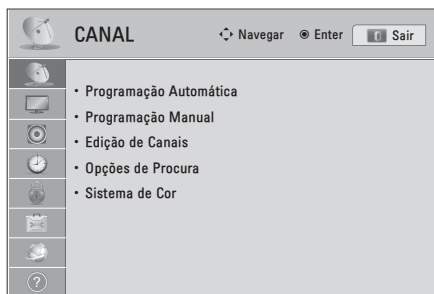 CANAL Navegar Enter Sair
• Programação Automática
• Programação Manual
• Edição de Canais
• Opções de Procura
• Sistema de Cor
?